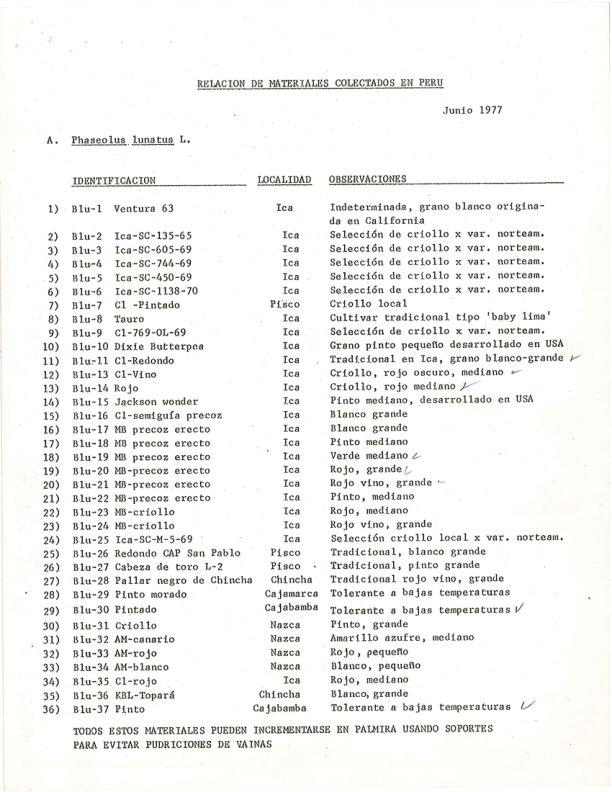 RELACION DE MATERIALES COLECTADOS EN PERU
Junio 1977
A. Phaseolus lunatus L.
IDENTIFICACION LOCALIDAD OBSERVACIONES
1) Blu-1 Ventura 63 Ica Indeterminada, grano blanco origina-
da en California
2) Blu-2 Ica-SC-135-65 Ica Selección de criollo x var. norteam.
3) Blu-3 Ica-SC-605-69 Ica Selección de criollo x var. norteam.
4) Blu-4 Ica-SC-744-69 Ica Selección de criollo x var. norteam.
5) Blu-5 Ica-SC-450-69 Ica Selección de criollo x var. norteam.
6) Blu-6 Ica-SC-1138-70 Ica Selección de criollo x var. norteam.
7) Blu-7 Cl -Pintado Pisco Criollo local
8) Blu-8 Tauro Ica Cultivar tradicional tipo 'baby lima'
9) Blu-9 Cl-769-OL-69 Ica Selección de criollo x var. norteam.
10) Blu-10 Dixie Butterpea Ica Grano pinto pequeño desarrollado en USA
11) Blu-11 Cl-Redondo Ica Tradicional en Ica, grano blanco-grande ✓
12) Blu-13 Cl-Vino Ica Criollo, rojo oscuro, mediano ✓
13) Blu-14 Rojo Ica Criollo, rojo mediano ✓
14) Blu-15 Jackson wonder Ica Pinto mediano, desarrollado en USA
15) Blu-16 Cl-semiguía precoz Ica Blanco grande
16) Blu-17 MB precoz erecto Ica Blanco grande
17) Blu-18 MB precoz erecto Ica Pinto mediano
18) Blu-19 MB precoz erecto Ica Verde mediano ✓
19) Blu-20 MB-precoz erecto Ica Rojo, grande ✓
20) Blu-21 MB-precoz erecto Ica Rojo vino, grande ✓
21) Blu-22 MB-precoz erecto Ica Pinto, mediano
22) Blu-23 MB-criollo Ica Rojo, mediano
23) Blu-24 MB-criollo Ica Rojo vino, grande
24) Blu-25 Ica-SC-M-5-69 Ica Selección criollo local x var. norteam.
25) Blu-26 Redondo CAP San Pablo Pisco Tradicional, blanco grande
26) Blu-27 Cabeza de toro L-2 Pisco Tradicional, pinto grande
27) Blu-28 Pallar negro de Chincha Chincha Tradicional rojo vino, grande
28) Blu-29 Pinto morado Cajamarca Tolerante a bajas temperaturas
29) Blu-30 Pintado Cajabamba Tolerante a bajas temperaturas ✓
30) Blu-31 Criollo Nazca Pinto, grande
31) Blu-32 AM-canario Nazca Amarillo azufre, mediano
32) Blu-33 AM-rojo Nazca Rojo, pequeño
33) Blu-34 AM-blanco Nazca Blanco, pequeño
34) Blu-35 Cl-rojo Ica Rojo, mediano
35) Blu-36 KBL-Topará Chincha Blanco, grande
36) Blu-37 Pinto Cajabamba Tolerante a bajas temperaturas ✓
TODOS ESTOS MATERIALES PUEDEN INCREMENTARSE EN PALMIRA USANDO SOPORTES
PARA EVITAR PUDRICIONES DE VAINAS